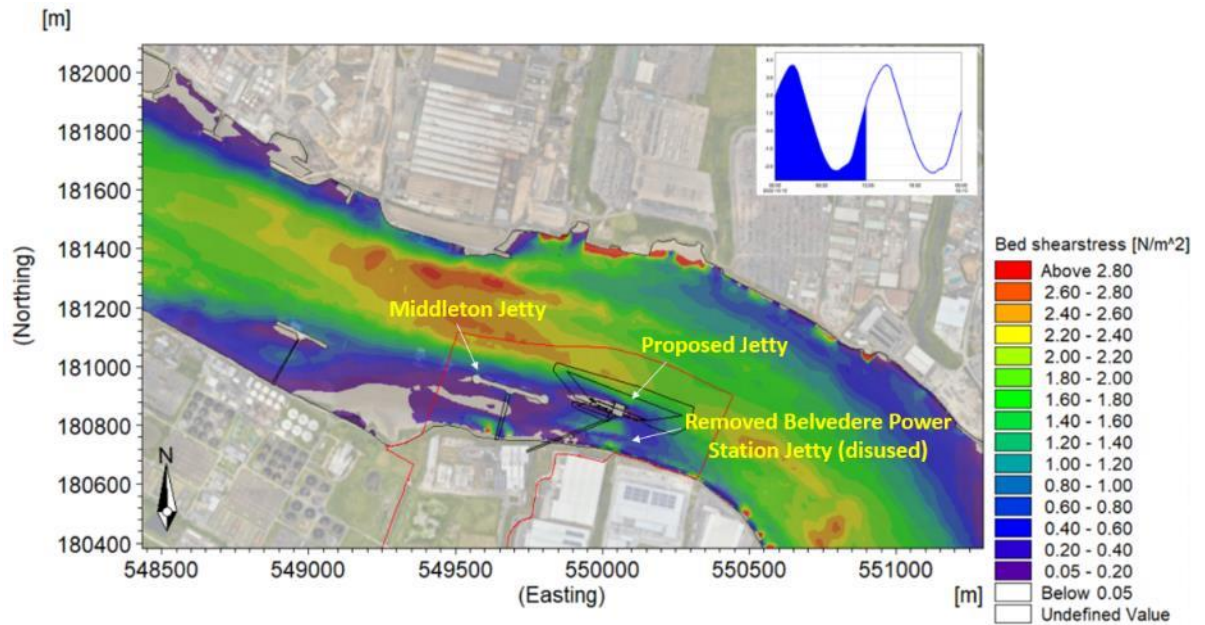 [m]
182000
181800
181600
181400
181200
181000
180800
180600
180400
(Northing)
548500
549000
549500
550000
550500
551000
(Easting)
[m]
Middleton Jetty
Proposed Jetty
Removed Belvedere Power
Station Jetty (disused)
N
Bed shearstress [N/m^2]
Above 2.80
2.60 - 2.80
2.40 - 2.60
2.20 - 2.40
2.00 - 2.20
1.80 - 2.00
1.60 - 1.80
1.40 - 1.60
1.20 - 1.40
1.00 - 1.20
0.80 - 1.00
0.60 - 0.80
0.40 - 0.60
0.20 - 0.40
0.05 - 0.20
Below 0.05
Undefined Value